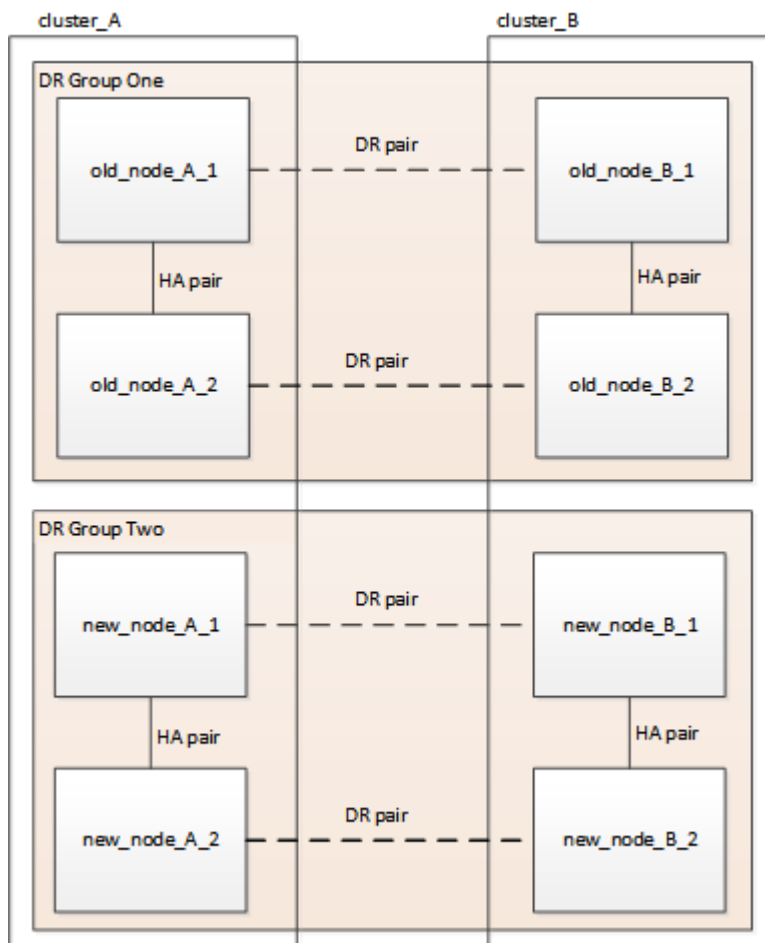 cluster_A
cluster_B
DR Group One
old_node_A_1
DR pair
old_node_B_1
HA pair
HA pair
old_node_A_2
DR pair
old_node_B_2
DR Group Two
new_node_A_1
DR pair
new_node_B_1
HA pair
HA pair
new_node_A_2
DR pair
new_node_B_2